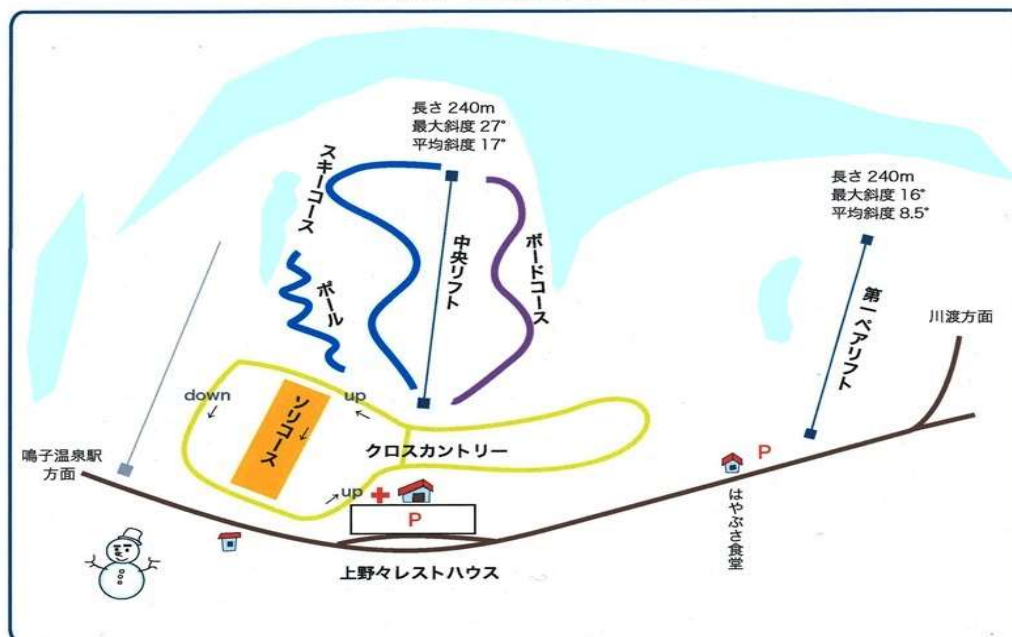 長さ 240m
最大斜度 27°
平均斜度 17°
スキーコース
中央リフト
ボードコース
ポール
長さ 240m
最大斜度 16°
平均斜度 8.5°
第一ペアリフト
川渡方面
down
↓
ソリコース
↓
up
←
クロスカントリー
鳴子温泉駅
方面
→up
P
P
はやぶさ食堂
上野々レストハウス